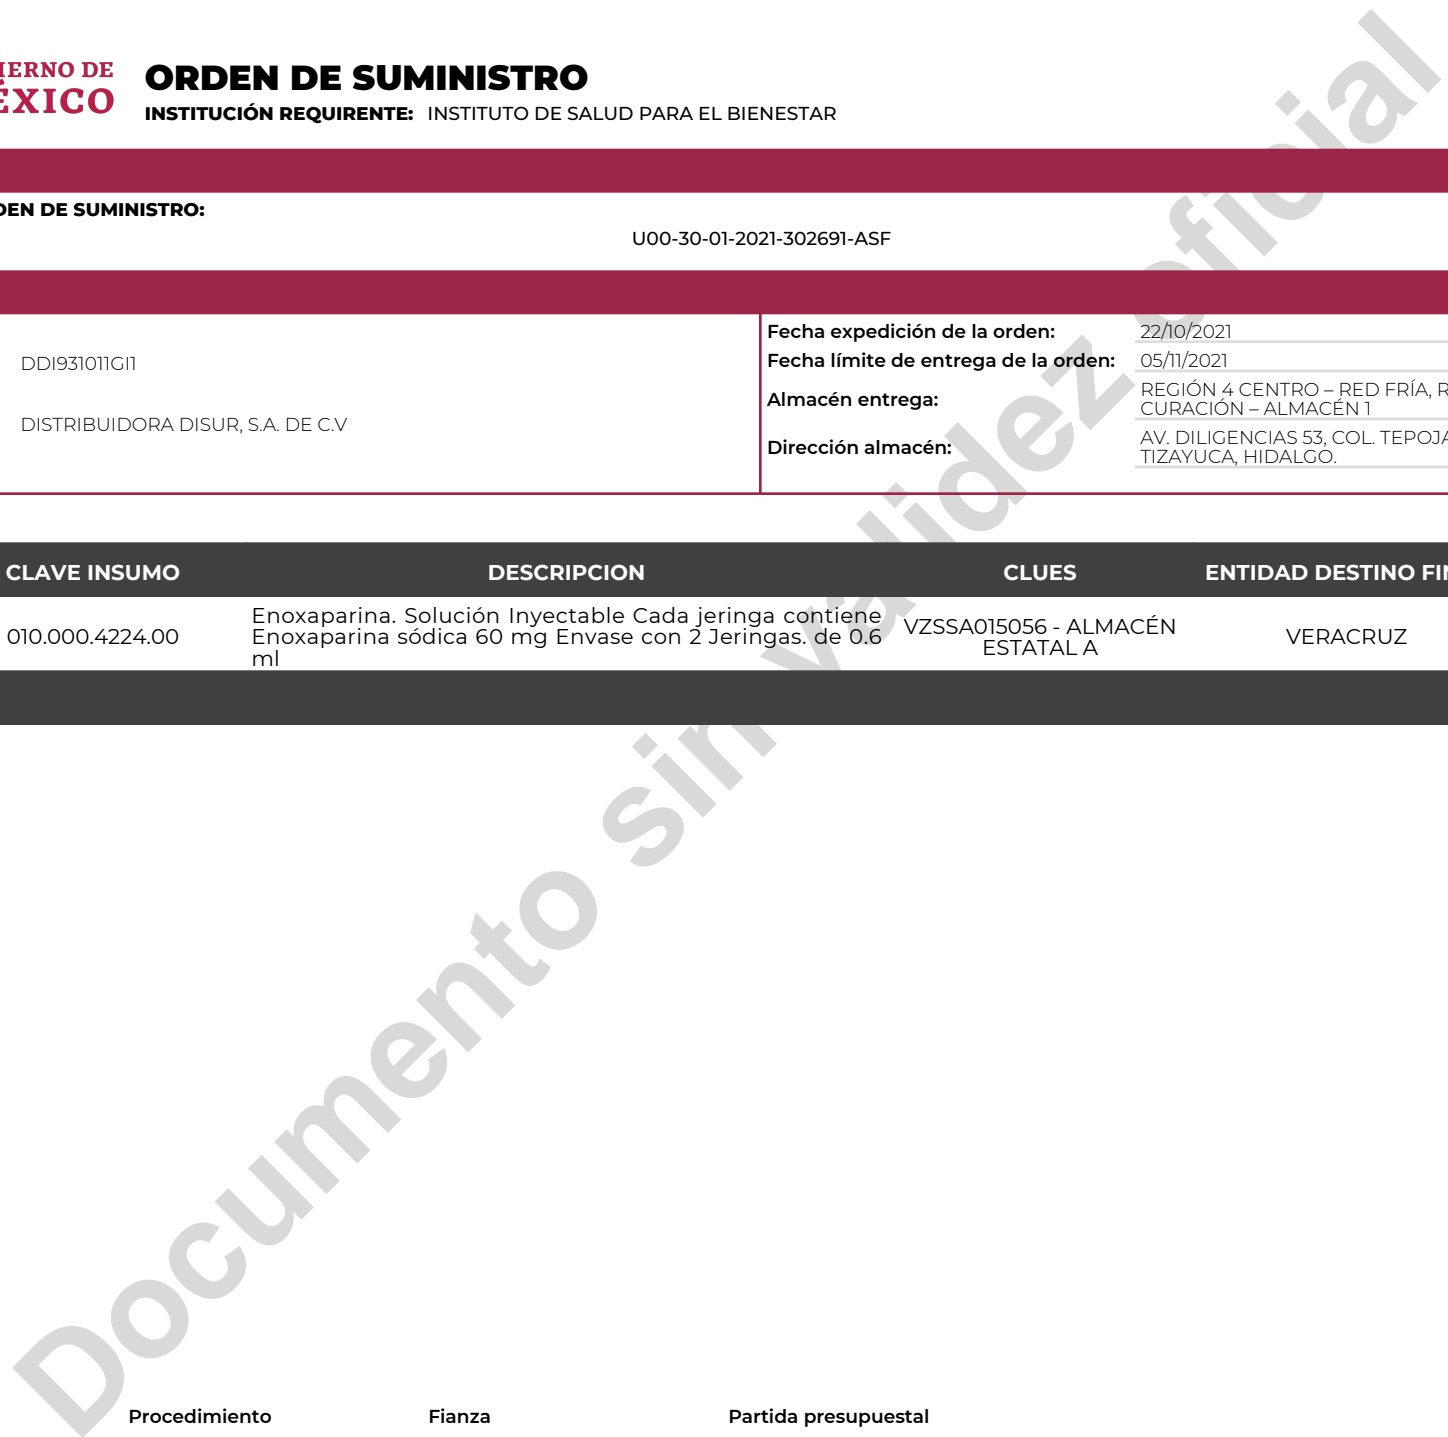 IERNO DE
ÉXICO
ORDEN DE SUMINISTRO
INSTITUCIÓN REQUIRENTE: INSTITUTO DE SALUD PARA EL BIENESTAR
DEN DE SUMINISTRO:
U00-30-01-2021-302691-ASF
DDI931011GI1
DISTRIBUIDORA DISUR, S.A. DE C.V
Fecha expedición de la orden: 22/10/2021
Fecha límite de entrega de la orden: 05/11/2021
Almacén entrega: REGIÓN 4 CENTRO – RED FRÍA, R
CURACIÓN – ALMACÉN 1
Dirección almacén: AV. DILIGENCIAS 53, COL. TEPOJA
TIZAYUCA, HIDALGO.
CLAVE INSUMO DESCRIPCION CLUES ENTIDAD DESTINO FIN
010.000.4224.00
Enoxaparina. Solución Inyectable Cada jeringa contiene
Enoxaparina sódica 60 mg Envase con 2 Jeringas. de 0.6
ml
VZSSA015056 - ALMACÉN
ESTATAL A
VERACRUZ
Documento sin validez oficial
Procedimiento Fianza Partida presupuestal